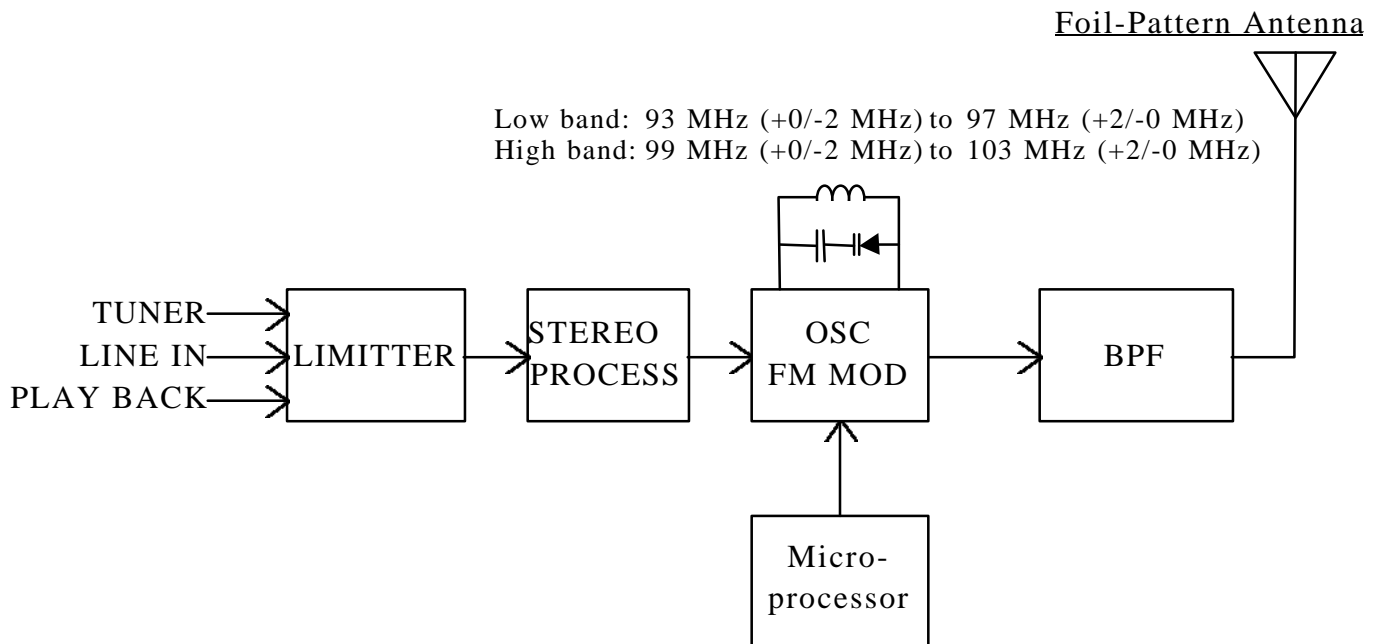 Foil-Pattern Antenna
Low band: 93 MHz (+0/-2 MHz) to 97 MHz (+2/-0 MHz)
High band: 99 MHz (+0/-2 MHz) to 103 MHz (+2/-0 MHz)
TUNER
LINE IN
PLAY BACK
LIMITTER
STEREO
PROCESS
OSC
FM MOD
BPF
Micro-
processor